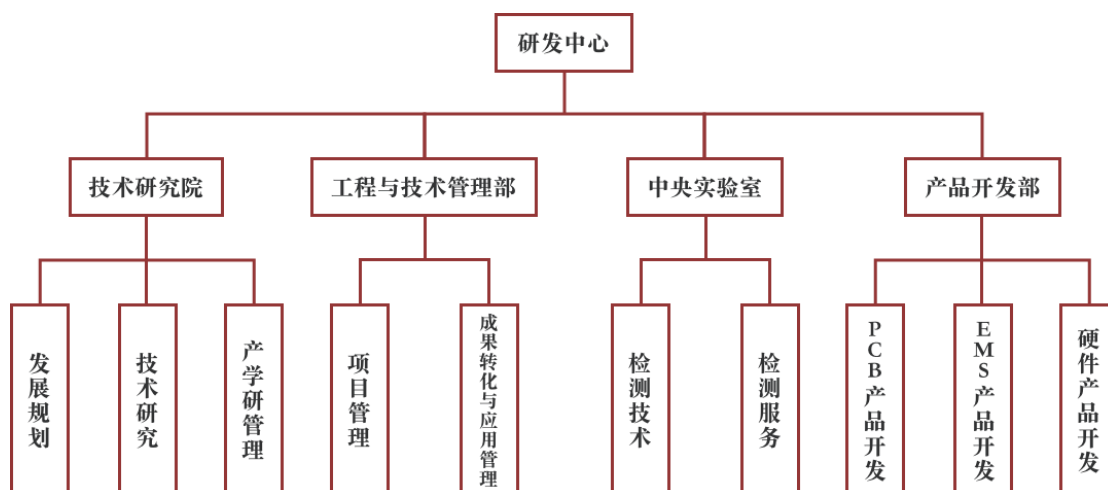 研发中心
技术研究院
工程与技术管理部
中央实验室
产品开发部
发展规划
技术研究
产学研管理
项目管理
成果转化与应用管理
检测技术
检测服务
PCB产品开发
EMS产品开发
硬件产品开发